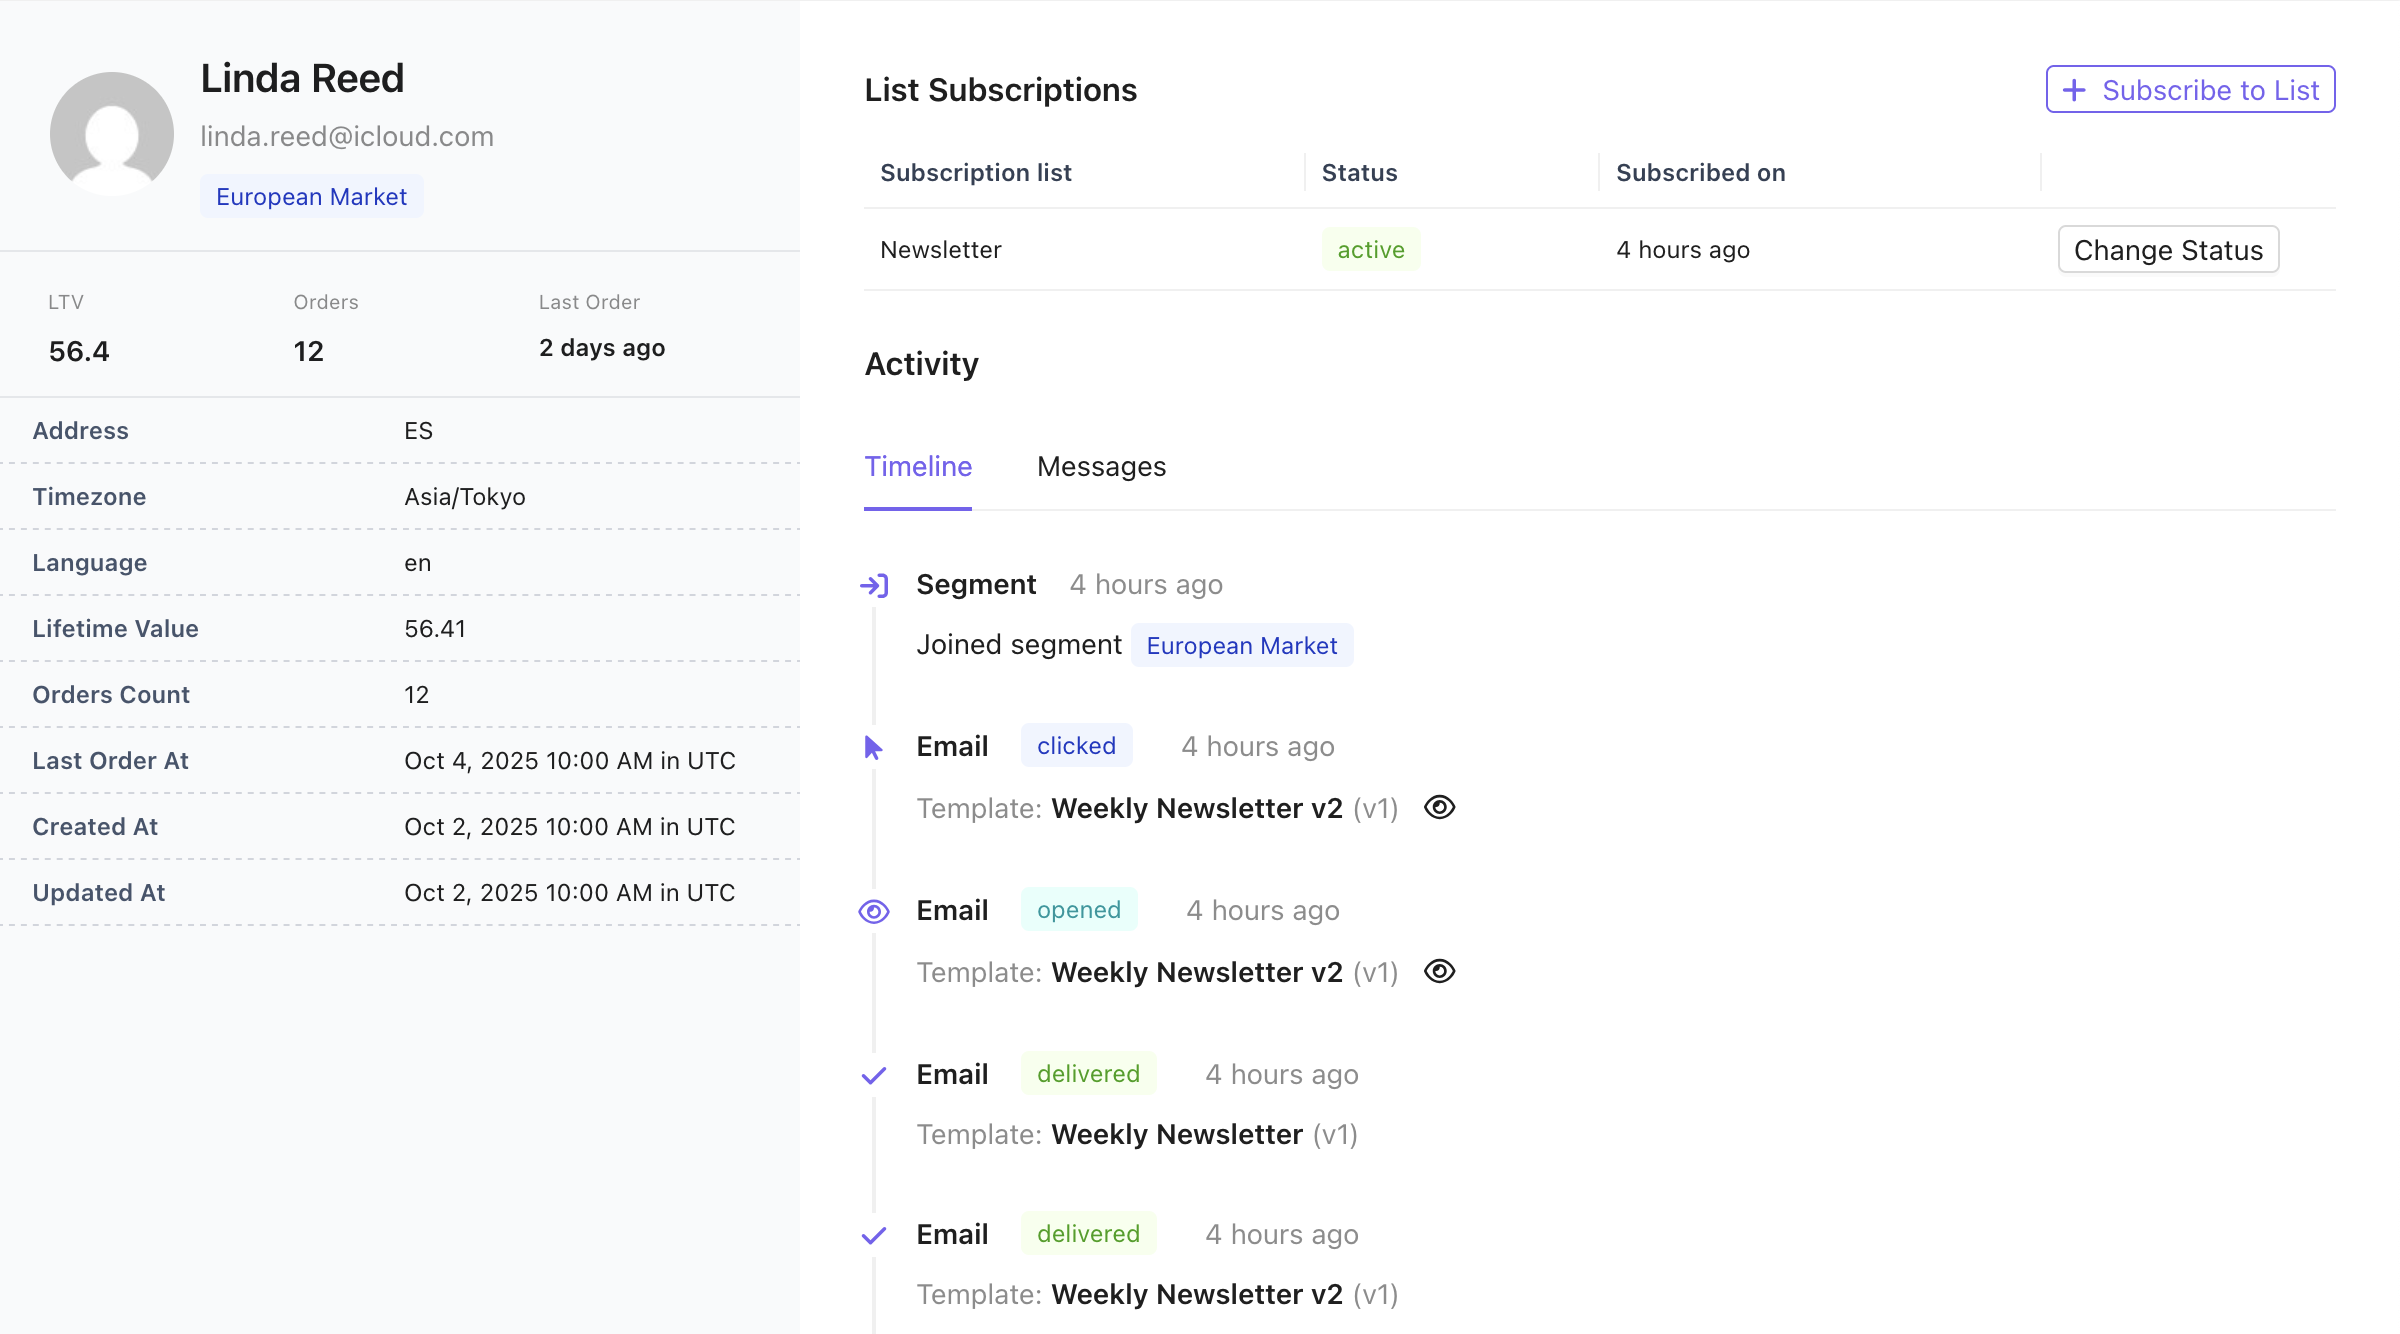 Linda Reed
linda.reed@icloud.com
European Market
LTV Orders Last Order
56.4 12 2 days ago
Address ES
Timezone Asia/Tokyo
Language en
Lifetime Value 56.41
Orders Count 12
Last Order At Oct 4, 2025 10:00 AM in UTC
Created At Oct 2, 2025 10:00 AM in UTC
Updated At Oct 2, 2025 10:00 AM in UTC
List Subscriptions
Subscribe to List
Subscription list Status Subscribed on
Newsletter active 4 hours ago Change Status
Activity
Timeline Messages
Segment 4 hours ago
Joined segment European Market
Email clicked 4 hours ago
Template: Weekly Newsletter v2 (v1)
Email opened 4 hours ago
Template: Weekly Newsletter v2 (v1)
Email delivered 4 hours ago
Template: Weekly Newsletter (v1)
Email delivered 4 hours ago
Template: Weekly Newsletter v2 (v1)